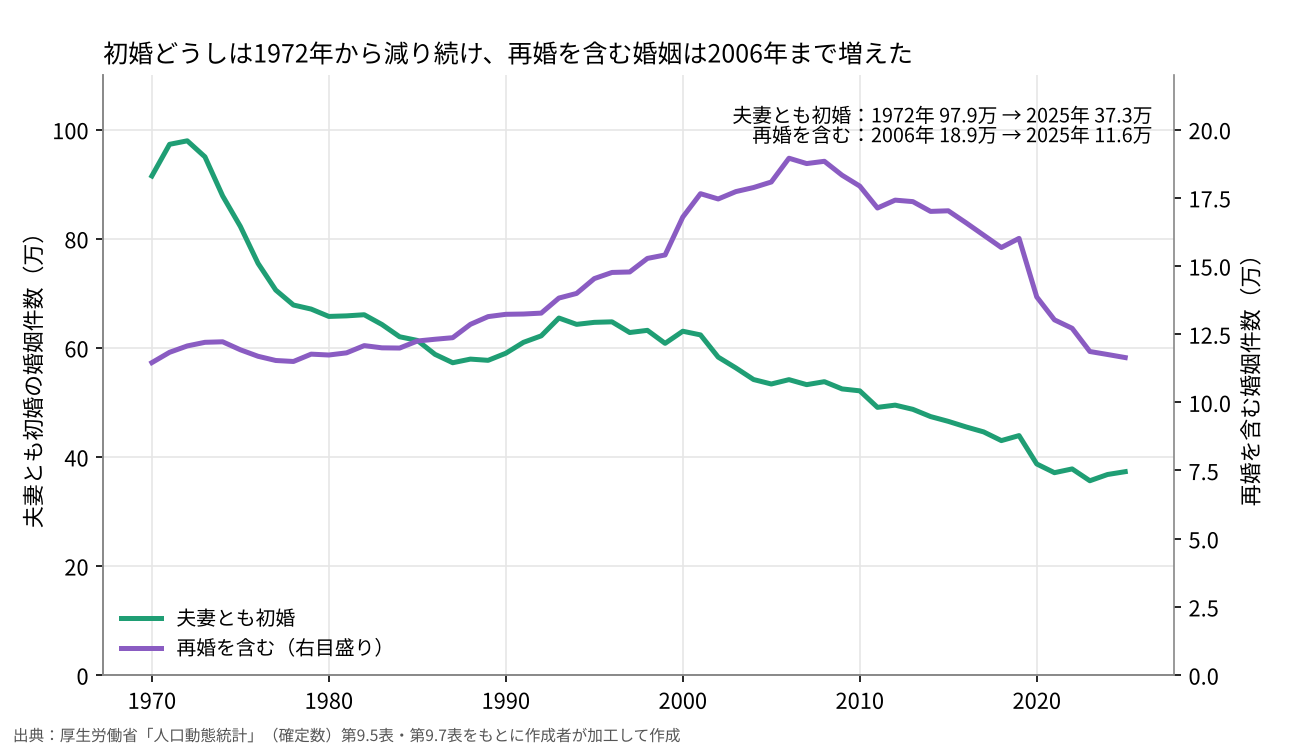 初婚どうしは1972年から減り続け、再婚を含む婚姻は2006年まで増えた
夫妻とも初婚：1972年 97.9万 → 2025年 37.3万
再婚を含む：2006年 18.9万 → 2025年 11.6万
夫妻とも初婚の婚姻件数（万）
100
80
60
40
20
0
20.0
17.5
15.0
12.5
10.0
7.5
5.0
2.5
0.0
再婚を含む婚姻件数（万）
夫妻とも初婚
再婚を含む（右目盛り）
1970
1980
1990
2000
2010
2020
出典：厚生労働省「人口動態統計」（確定数）第9.5表・第9.7表をもとに作成者が加工して作成